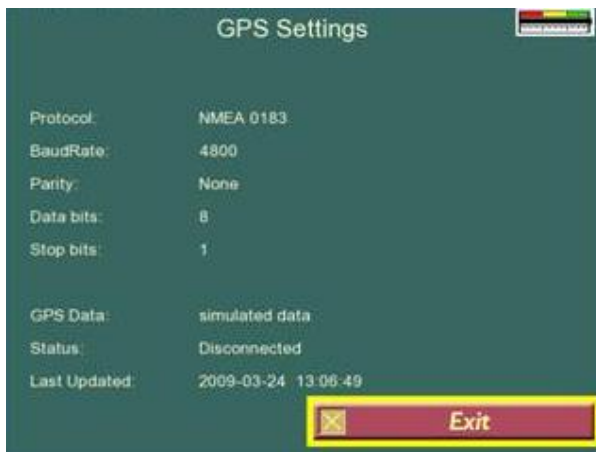 GPS Settings
Protocol: NMEA 0183
BaudRate: 4800
Parity: None
Data bits: 8
Stop bits: 1
GPS Data: simulated data
Status: Disconnected
Last Updated: 2009-03-24 13:06:49
Exit